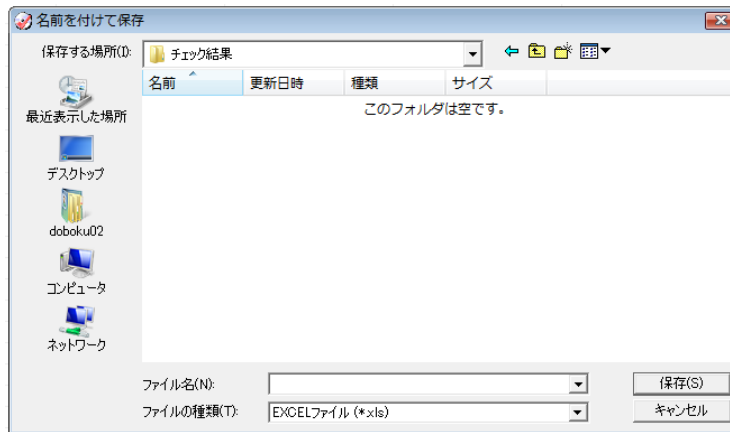 名前を付けて保存
保存する場所(I):
チェック結果
名前 更新日時 種類 サイズ
このフォルダは空です。
最近表示した場所
デスクトップ
doboku02
コンピュータ
ネットワーク
ファイル名(N):
保存(S)
ファイルの種類(T):
EXCELファイル (*.xls)
キャンセル